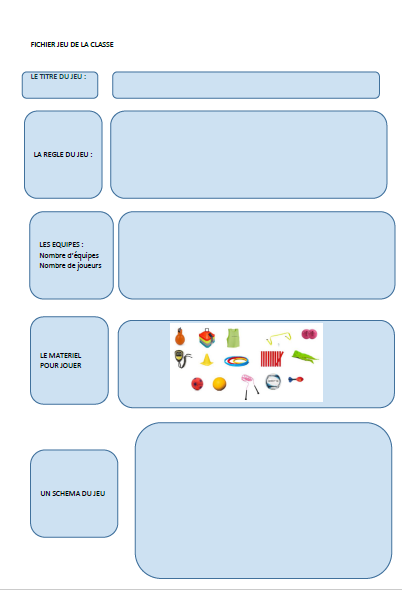 FICHIER JEU DE LA CLASSE
LE TITRE DU JEU :
LA REGLE DU JEU :
LES EQUIPES :
Nombre d'équipes
Nombre de joueurs
LE MATERIEL
POUR JOUER
UN SCHEMA DU JEU